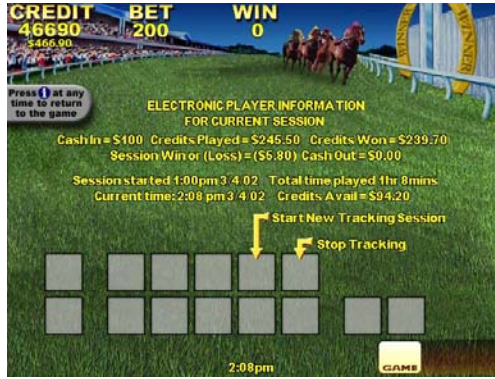 CREDIT BET WIN
46690 200 0
$466.90
WINNER
WINNER
Press i at any
time to return
to the game
ELECTRONIC PLAYER INFORMATION
FOR CURRENT SESSION
Cash In = $100 Credits Played = $245.50 Credits Won = $239.70
Session Win or (Loss) = ($5.80) Cash Out = $0.00
Session started 1:00pm 3/4/02 Total time played 1hr 8mins
Current time: 2:08 pm 3/4/02 Credits Avail = $94.20
Start New Tracking Session
Stop Tracking
GAME
2:08pm